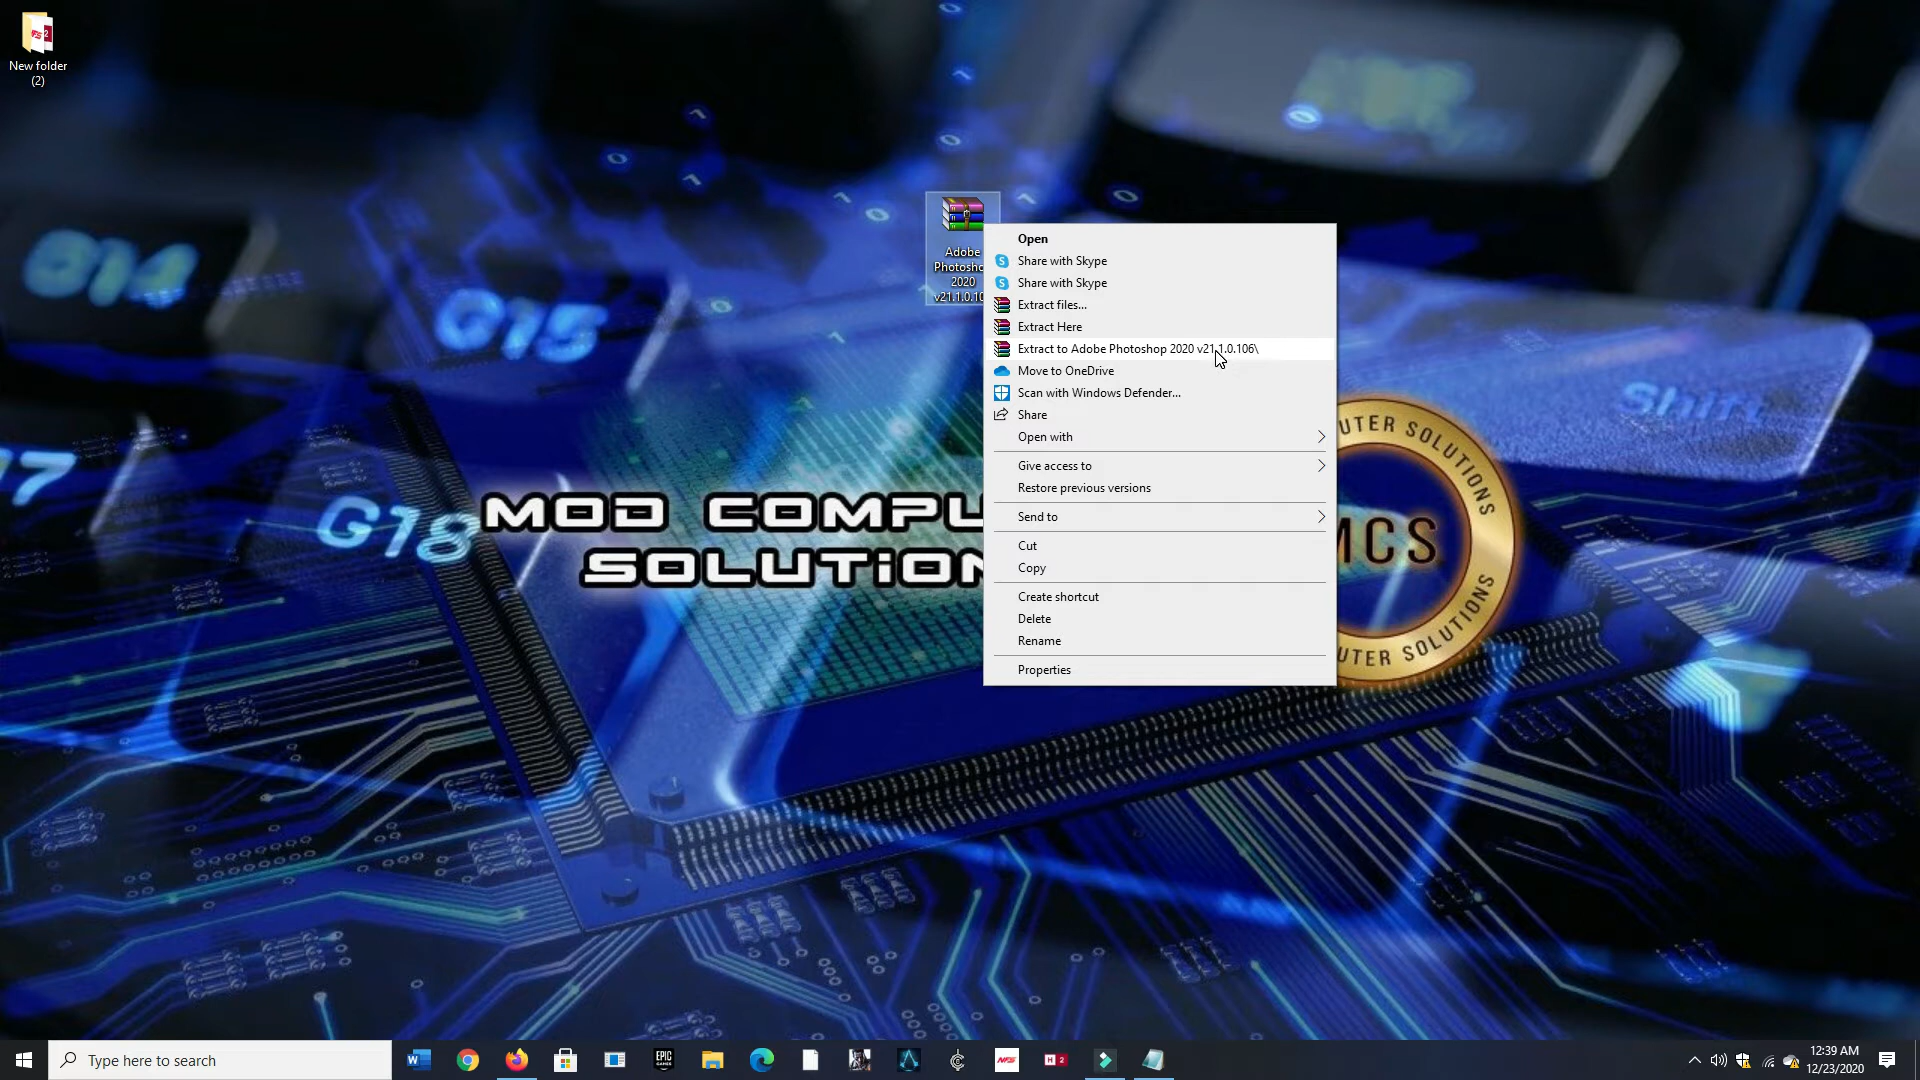 New folder
(2)
Adobe
Photosho
2020
v21.1.0.10
Open
Share with Skype
Share with Skype
Extract files...
Extract Here
Extract to Adobe Photoshop 2020 v21.1.0.106\
Move to OneDrive
Scan with Windows Defender...
Share
Open with
Give access to
Restore previous versions
Send to
Cut
Copy
Create shortcut
Delete
Rename
Properties
G14
G15
G18
Shift
MOD COMPU
SOLUTION
UTER SOLUTIONS
MCS
UTER SOLUTIONS
Type here to search
EPIC
GAMES
NFS
H 2
12:39 AM
12/23/2020